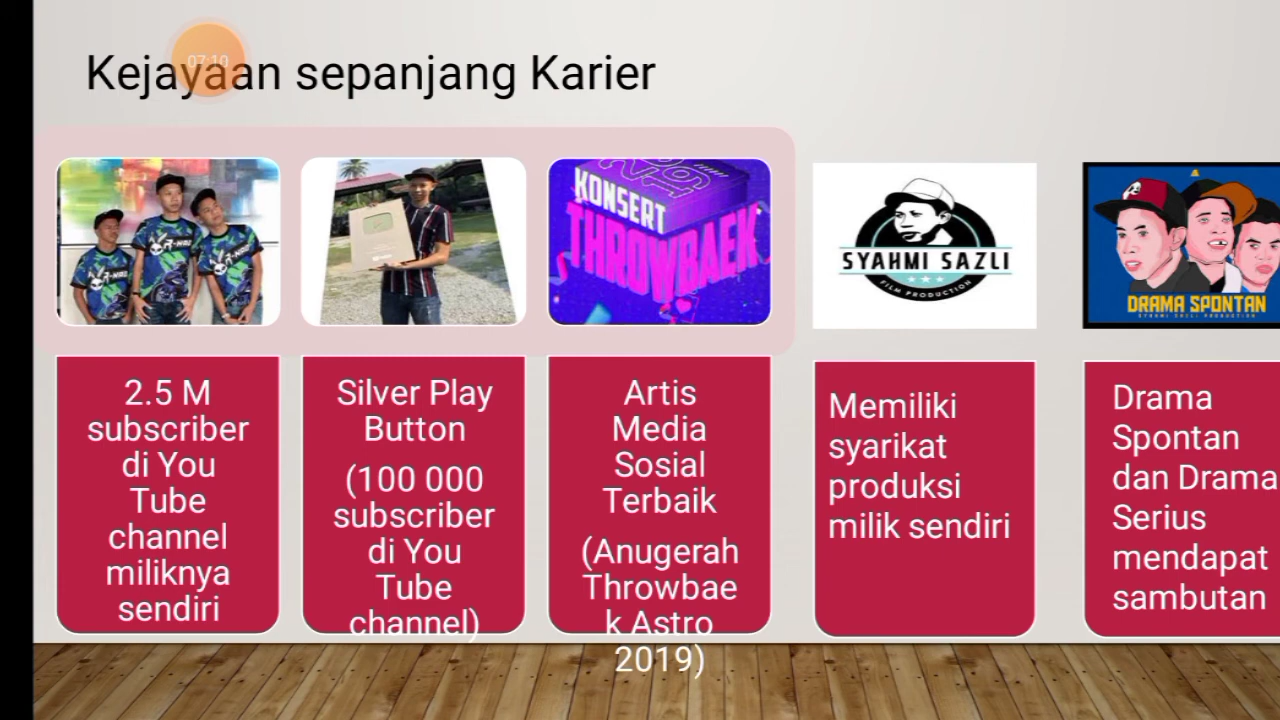 07:10
Kejayaan sepanjang Karier
R-KAD
KONSERT
THROWBAEK
SYAHMI SAZLI
FILM PRODUCTION
DRAMA SPONTAN
SYAHMI SAZLI PRODUCTION
2.5 M
subscriber
di You
Tube
channel
miliknya
sendiri
Silver Play
Button
(100 000
subscriber
di You
Tube
channel)
Artis
Media
Sosial
Terbaik
(Anugerah
Throwbae
k Astro
2019)
Memiliki
syarikat
produksi
milik sendiri
Drama
Spontan
dan Drama
Serius
mendapat
sambutan